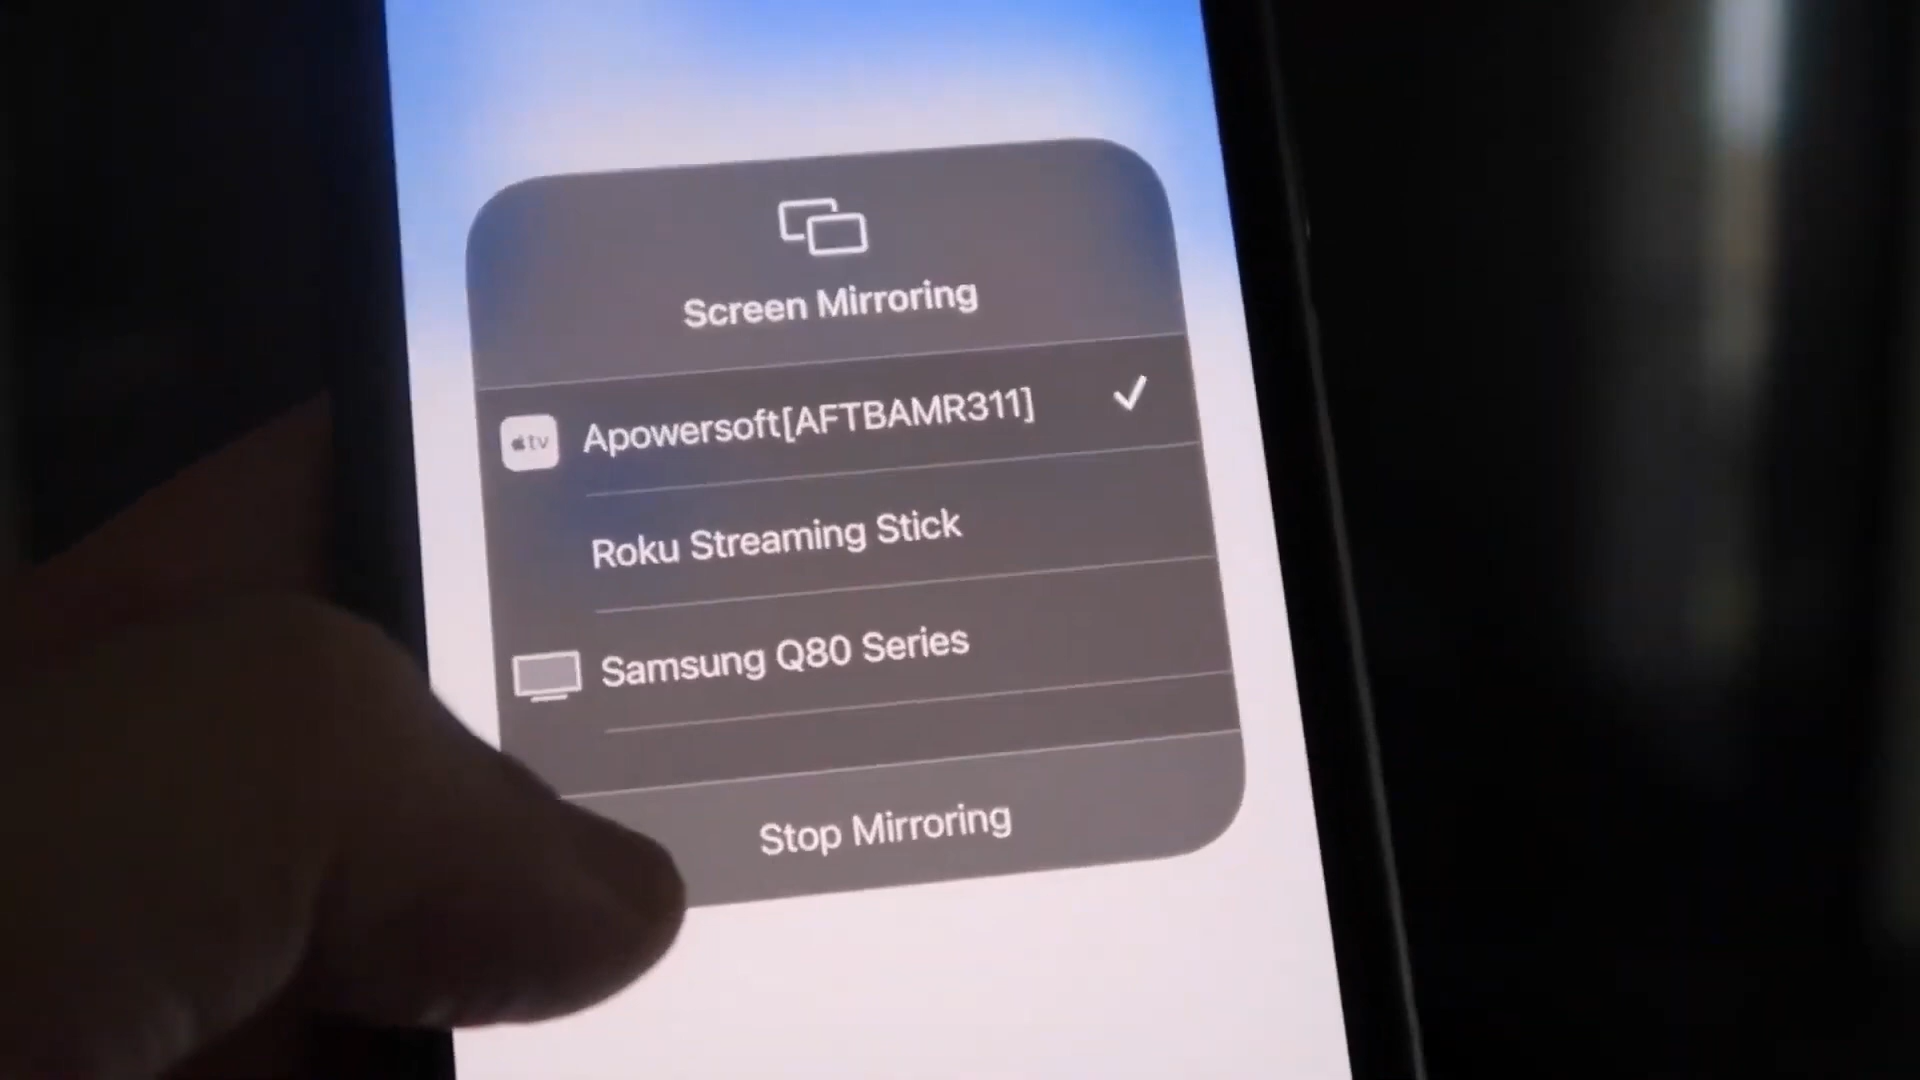 Screen Mirroring
tv Apowersoft[AFTBAMR311]
Roku Streaming Stick
Samsung Q80 Series
Stop Mirroring